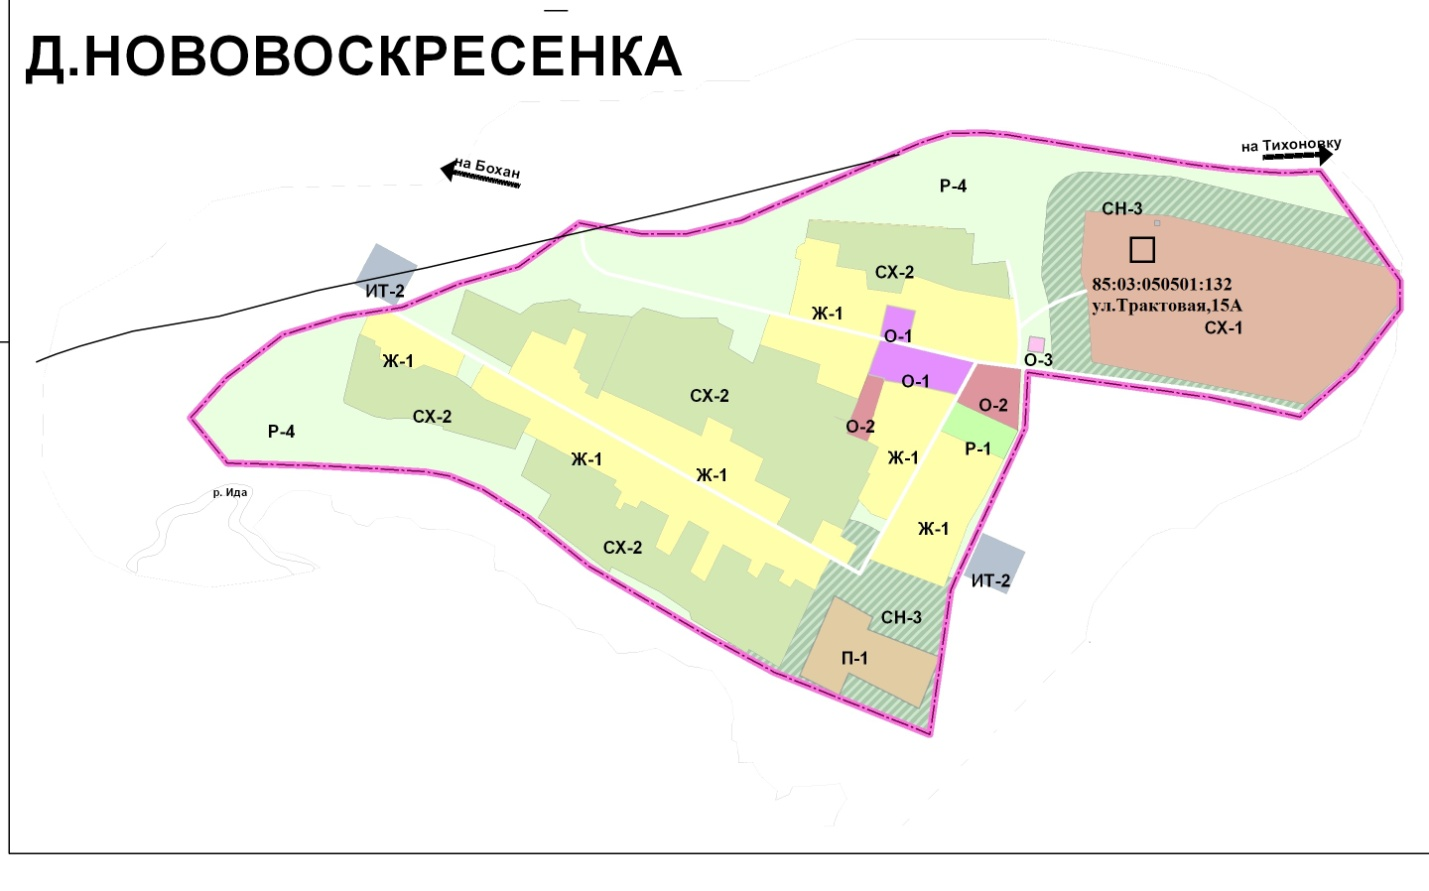 Д.НОВОВОСКРЕСЕНКА
на Тихоновку
на Бохан
Р-4
СН-3
СХ-2
85:03:050501:132
ул.Трактовая,15А
СХ-1
ИТ-2
Ж-1
О-1
О-3
Ж-1
О-1
СХ-2
О-2
СХ-2
О-2
Р-4
Р-1
Ж-1
Ж-1
Ж-1
р. Ида
Ж-1
СХ-2
ИТ-2
СН-3
П-1